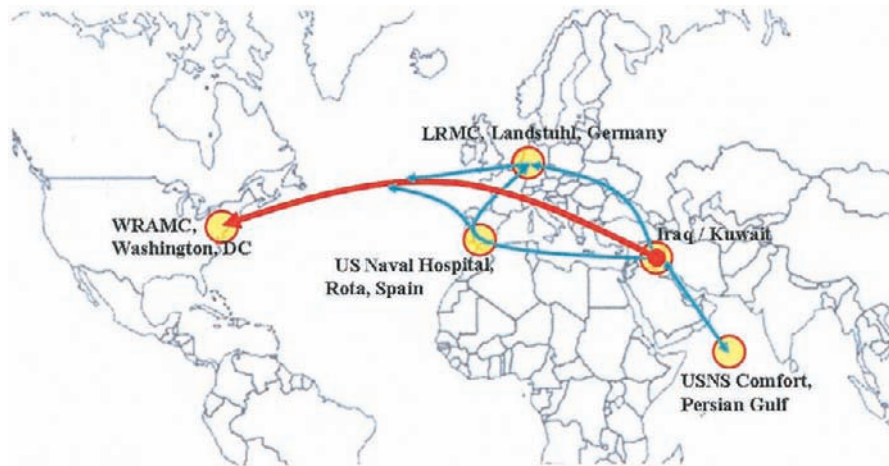 LRMC, Landstuhl, Germany
WRAMC,
Washington, DC
Iraq / Kuwait
US Naval Hospital,
Rota, Spain
USNS Comfort,
Persian Gulf